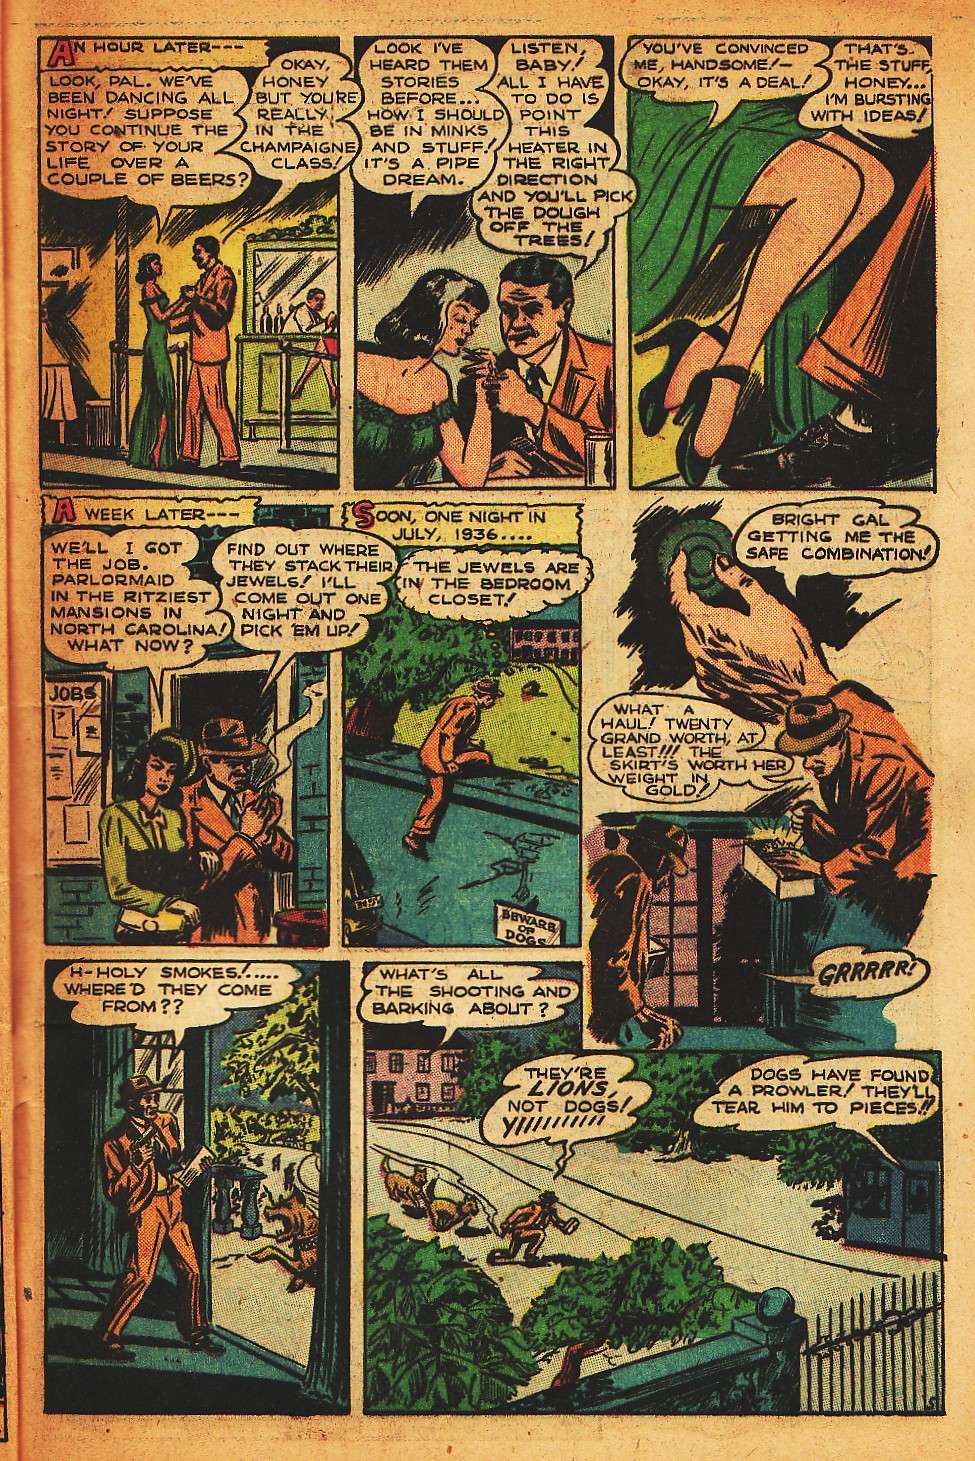 AN HOUR LATER---
LOOK, PAL. WE'VE
BEEN DANCING ALL
NIGHT! SUPPOSE
YOU CONTINUE THE
STORY OF YOUR
LIFE OVER A
COUPLE OF BEERS?
OKAY,
HONEY
BUT YOU'RE
REALLY
IN THE
CHAMPAIGNE
CLASS!
LOOK I'VE
HEARD THEM
STORIES
BEFORE...
HOW I SHOULD
BE IN MINKS
AND STUFF!
IT'S A PIPE
DREAM.
LISTEN,
BABY!
ALL I HAVE
TO DO IS
POINT
THIS
HEATER IN
THE RIGHT
DIRECTION
AND YOU'LL PICK
THE DOUGH
OFF THE
TREES!
YOU'VE CONVINCED
ME, HANDSOME!-
OKAY, IT'S A DEAL!
THAT'S
THE STUFF,
HONEY...
I'M BURSTING
WITH IDEAS!
A WEEK LATER---
WE'LL I GOT
THE JOB.
PARLORMAID
IN THE RITZIEST
MANSIONS IN
NORTH CAROLINA!
WHAT NOW?
FIND OUT WHERE
THEY STACK THEIR
JEWELS! I'LL
COME OUT ONE
NIGHT AND
PICK 'EM UP!
JOBS
SOON, ONE NIGHT IN
JULY, 1936....
THE JEWELS ARE
IN THE BEDROOM
CLOSET!
BEWARE
OF
DOGS
BRIGHT GAL
GETTING ME THE
SAFE COMBINATION!
WHAT A
HAUL! TWENTY
GRAND WORTH, AT
LEAST!!! THE
SKIRT'S WORTH HER
WEIGHT IN
GOLD!
GRRRRR!
H-HOLY SMOKES!.....
WHERE'D THEY COME
FROM??
WHAT'S ALL
THE SHOOTING AND
BARKING ABOUT?
THEY'RE
LIONS,
NOT DOGS!
YIIIIIIIII
DOGS HAVE FOUND
A PROWLER! THEY'LL
TEAR HIM TO PIECES!!
5